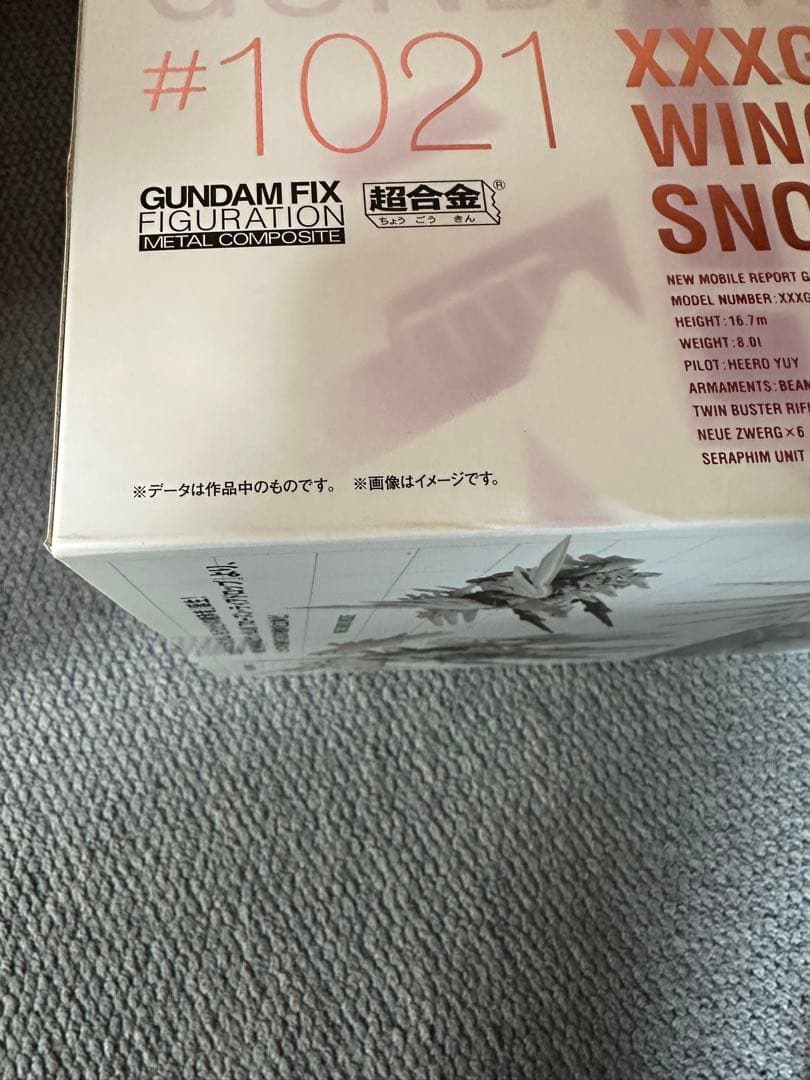 GUNDAM
#1021
GUNDAM FIX
FIGURATION
METAL COMPOSITE
超合金®
ちょう ごう きん
XXXG
WING
SNO
NEW MOBILE REPORT GA
MODEL NUMBER:XXXG
HEIGHT:16.7m
WEIGHT:8.0t
PILOT:HEERO YUY
ARMAMENTS:BEAM
TWIN BUSTER RIF
NEUE ZWERG×6
SERAPHIM UNIT
※データは作品中のものです。 ※画像はイメージです。